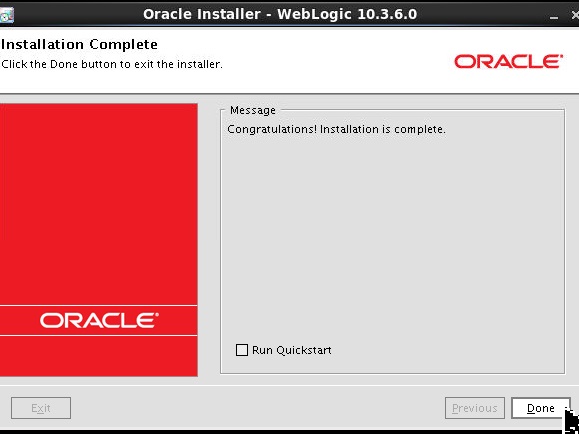 Oracle Installer - WebLogic 10.3.6.0
Installation Complete
Click the Done button to exit the installer.
ORACLE®
Message
Congratulations! Installation is complete.
ORACLE®
Run Quickstart
Exit
Previous
Done